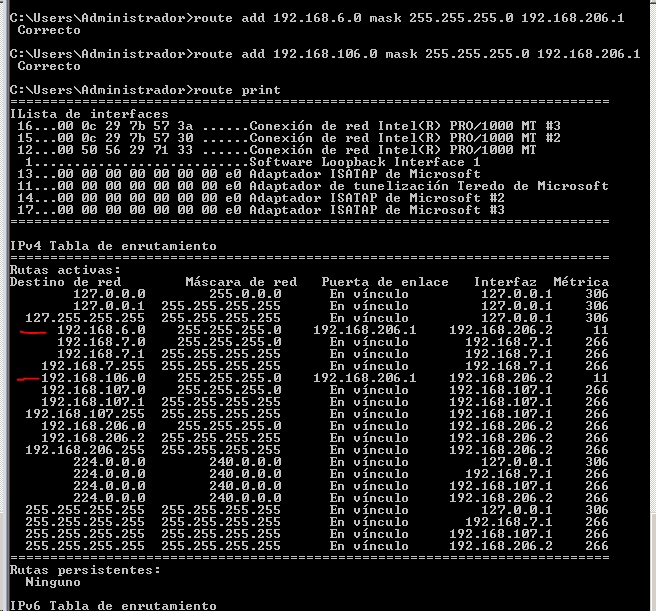 C:\Users\Administrador>route add 192.168.6.0 mask 255.255.255.0 192.168.206.1
Correcto
C:\Users\Administrador>route add 192.168.106.0 mask 255.255.255.0 192.168.206.1
Correcto
C:\Users\Administrador>route print
===========================================================================
ILista de interfaces
16...00 0c 29 7b 57 3a ......Conexión de red Intel(R) PRO/1000 MT #3
15...00 0c 29 7b 57 30 ......Conexión de red Intel(R) PRO/1000 MT #2
12...00 50 56 29 71 33 ......Conexión de red Intel(R) PRO/1000 MT
1...........................Software Loopback Interface 1
13...00 00 00 00 00 00 00 e0 Adaptador ISATAP de Microsoft
11...00 00 00 00 00 00 00 e0 Adaptador de tunelización Teredo de Microsoft
14...00 00 00 00 00 00 00 e0 Adaptador ISATAP de Microsoft #2
17...00 00 00 00 00 00 00 e0 Adaptador ISATAP de Microsoft #3
===========================================================================
IPv4 Tabla de enrutamiento
===========================================================================
Rutas activas:
Destino de red Máscara de red Puerta de enlace Interfaz Métrica
127.0.0.0 255.0.0.0 En vínculo 127.0.0.1 306
127.0.0.1 255.255.255.255 En vínculo 127.0.0.1 306
127.255.255.255 255.255.255.255 En vínculo 127.0.0.1 306
192.168.6.0 255.255.255.0 192.168.206.1 192.168.206.2 11
192.168.7.0 255.255.255.0 En vínculo 192.168.7.1 266
192.168.7.1 255.255.255.255 En vínculo 192.168.7.1 266
192.168.7.255 255.255.255.255 En vínculo 192.168.7.1 266
192.168.106.0 255.255.255.0 192.168.206.1 192.168.206.2 11
192.168.107.0 255.255.255.0 En vínculo 192.168.107.1 266
192.168.107.1 255.255.255.255 En vínculo 192.168.107.1 266
192.168.107.255 255.255.255.255 En vínculo 192.168.107.1 266
192.168.206.0 255.255.255.0 En vínculo 192.168.206.2 266
192.168.206.2 255.255.255.255 En vínculo 192.168.206.2 266
192.168.206.255 255.255.255.255 En vínculo 192.168.206.2 266
224.0.0.0 240.0.0.0 En vínculo 127.0.0.1 306
224.0.0.0 240.0.0.0 En vínculo 192.168.7.1 266
224.0.0.0 240.0.0.0 En vínculo 192.168.107.1 266
224.0.0.0 240.0.0.0 En vínculo 192.168.206.2 266
255.255.255.255 255.255.255.255 En vínculo 127.0.0.1 306
255.255.255.255 255.255.255.255 En vínculo 192.168.7.1 266
255.255.255.255 255.255.255.255 En vínculo 192.168.107.1 266
255.255.255.255 255.255.255.255 En vínculo 192.168.206.2 266
===========================================================================
Rutas persistentes:
Ninguno
IPv6 Tabla de enrutamiento